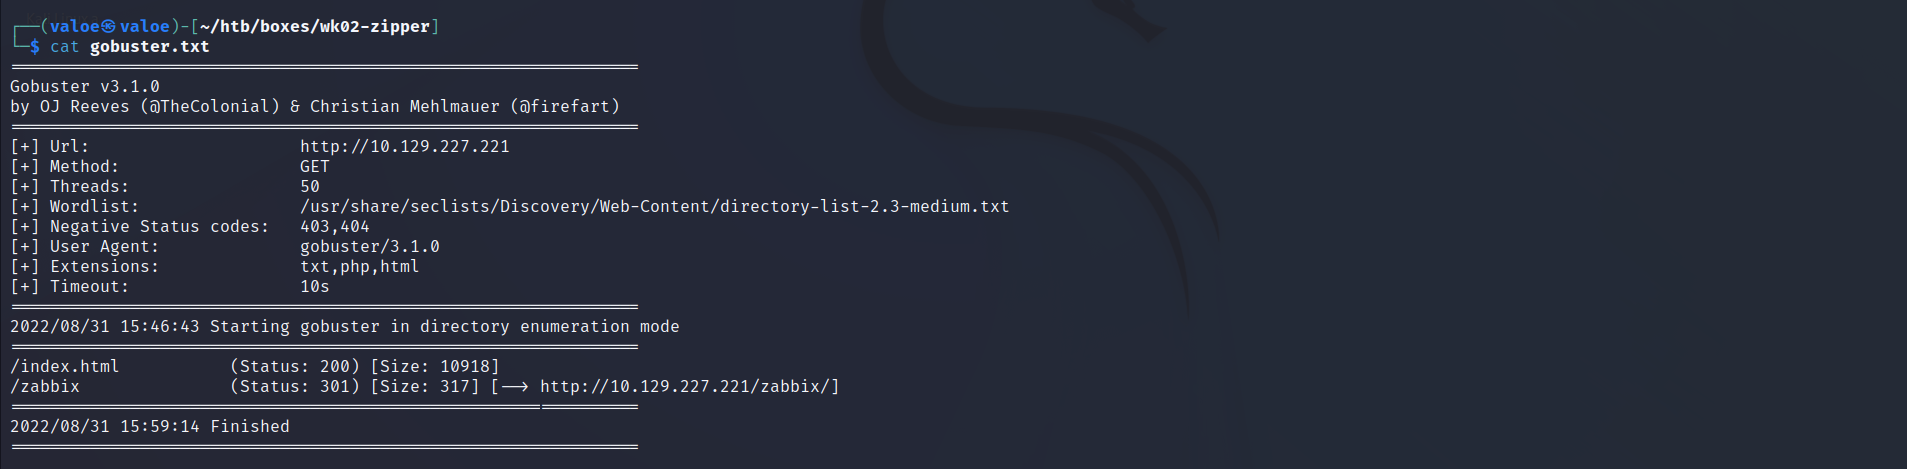 ┌──(valoe㉿valoe)-[~/htb/boxes/wk02-zipper]
└─$ cat gobuster.txt
===============================================================
Gobuster v3.1.0
by OJ Reeves (@TheColonial) & Christian Mehlmauer (@firefart)
===============================================================
[+] Url:                     http://10.129.227.221
[+] Method:                  GET
[+] Threads:                 50
[+] Wordlist:                /usr/share/seclists/Discovery/Web-Content/directory-list-2.3-medium.txt
[+] Negative Status codes:   403,404
[+] User Agent:              gobuster/3.1.0
[+] Extensions:              txt,php,html
[+] Timeout:                 10s
===============================================================
2022/08/31 15:46:43 Starting gobuster in directory enumeration mode
===============================================================
/index.html           (Status: 200) [Size: 10918]
/zabbix               (Status: 301) [Size: 317] [--> http://10.129.227.221/zabbix/]
===============================================================
2022/08/31 15:59:14 Finished
===============================================================